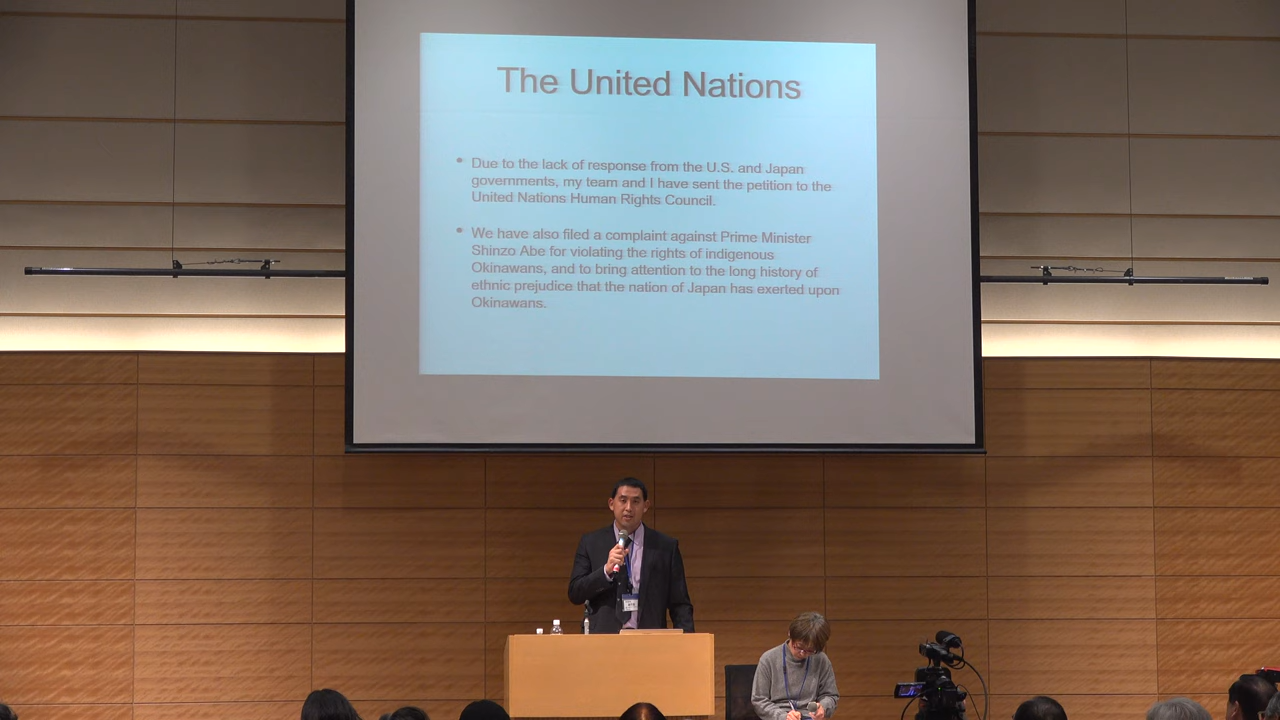 The United Nations
• Due to the lack of response from the U.S. and Japan
governments, my team and I have sent the petition to the
United Nations Human Rights Council.
• We have also filed a complaint against Prime Minister
Shinzo Abe for violating the rights of indigenous
Okinawans, and to bring attention to the long history of
ethnic prejudice that the nation of Japan has exerted upon
Okinawans.